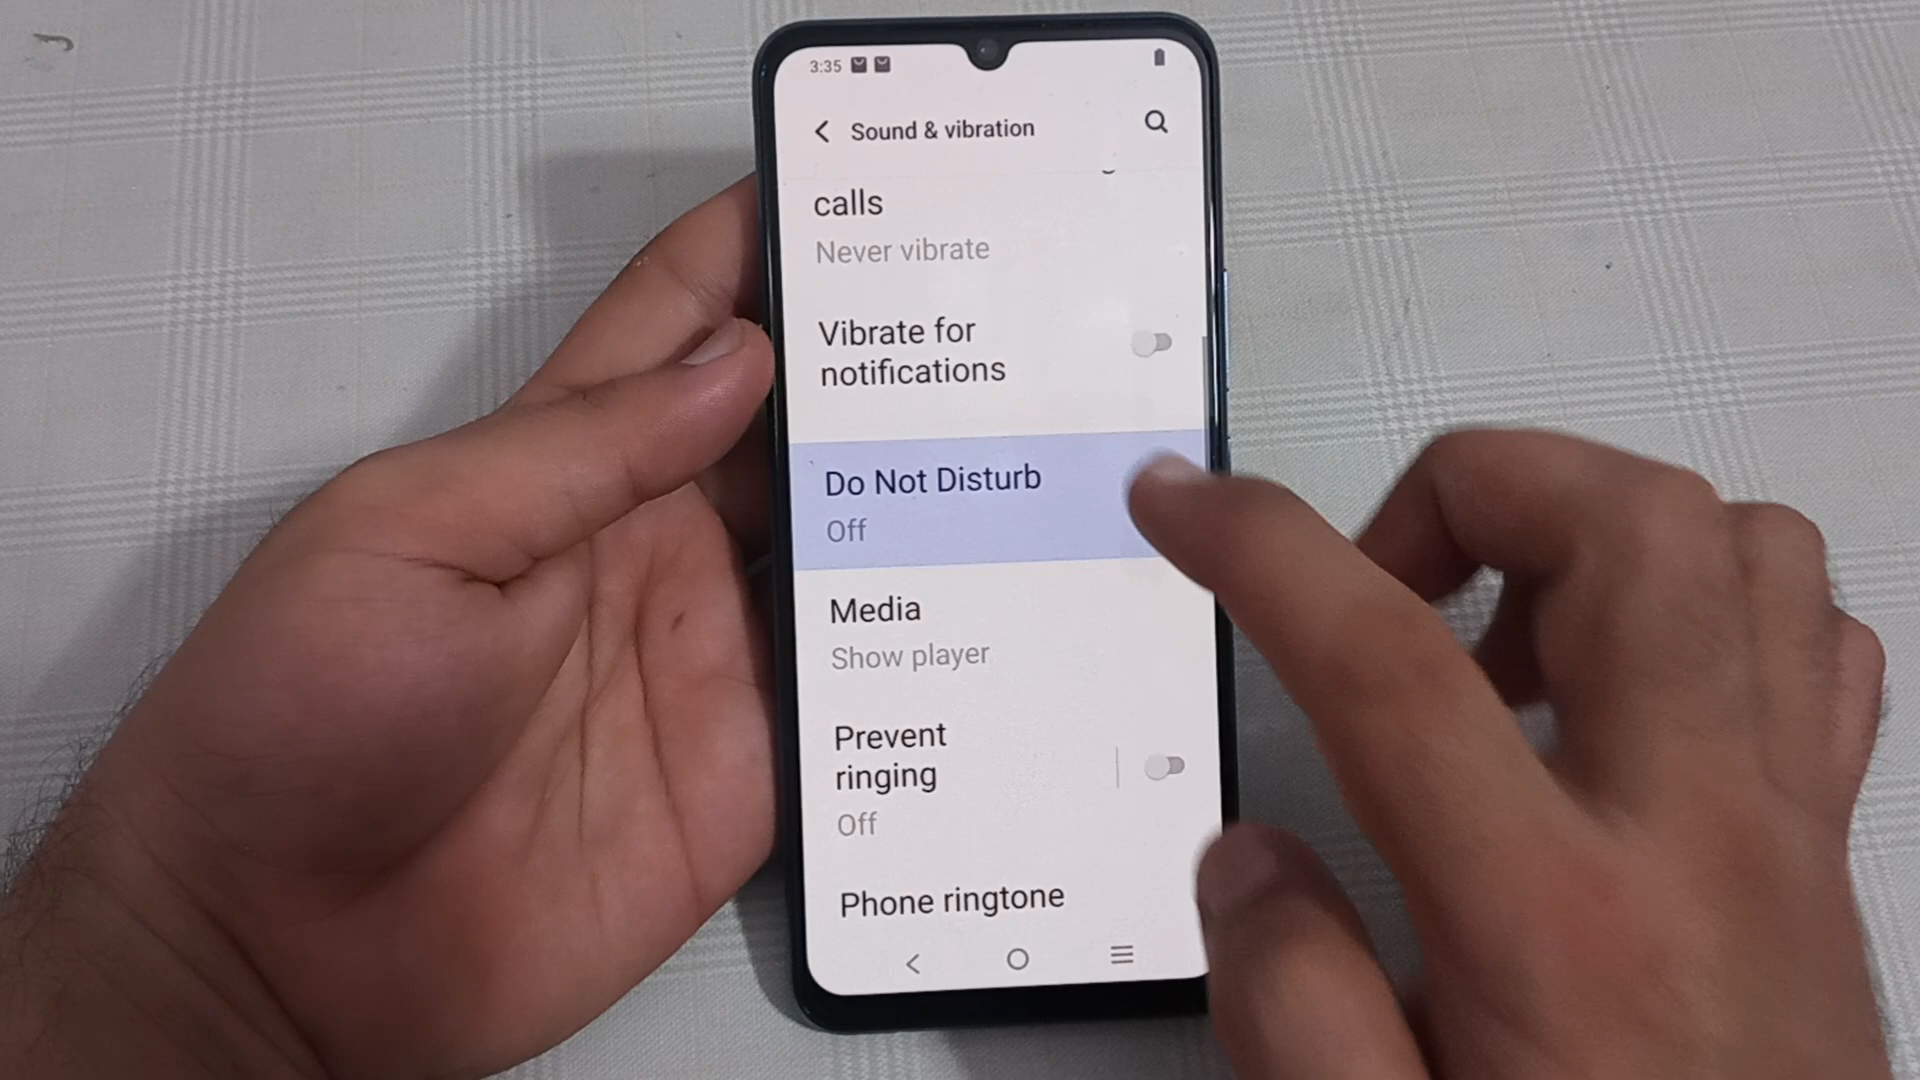 3:35
Sound & vibration
calls
Never vibrate
Vibrate for
notifications
Do Not Disturb
Off
Media
Show player
Prevent
ringing
Off
Phone ringtone